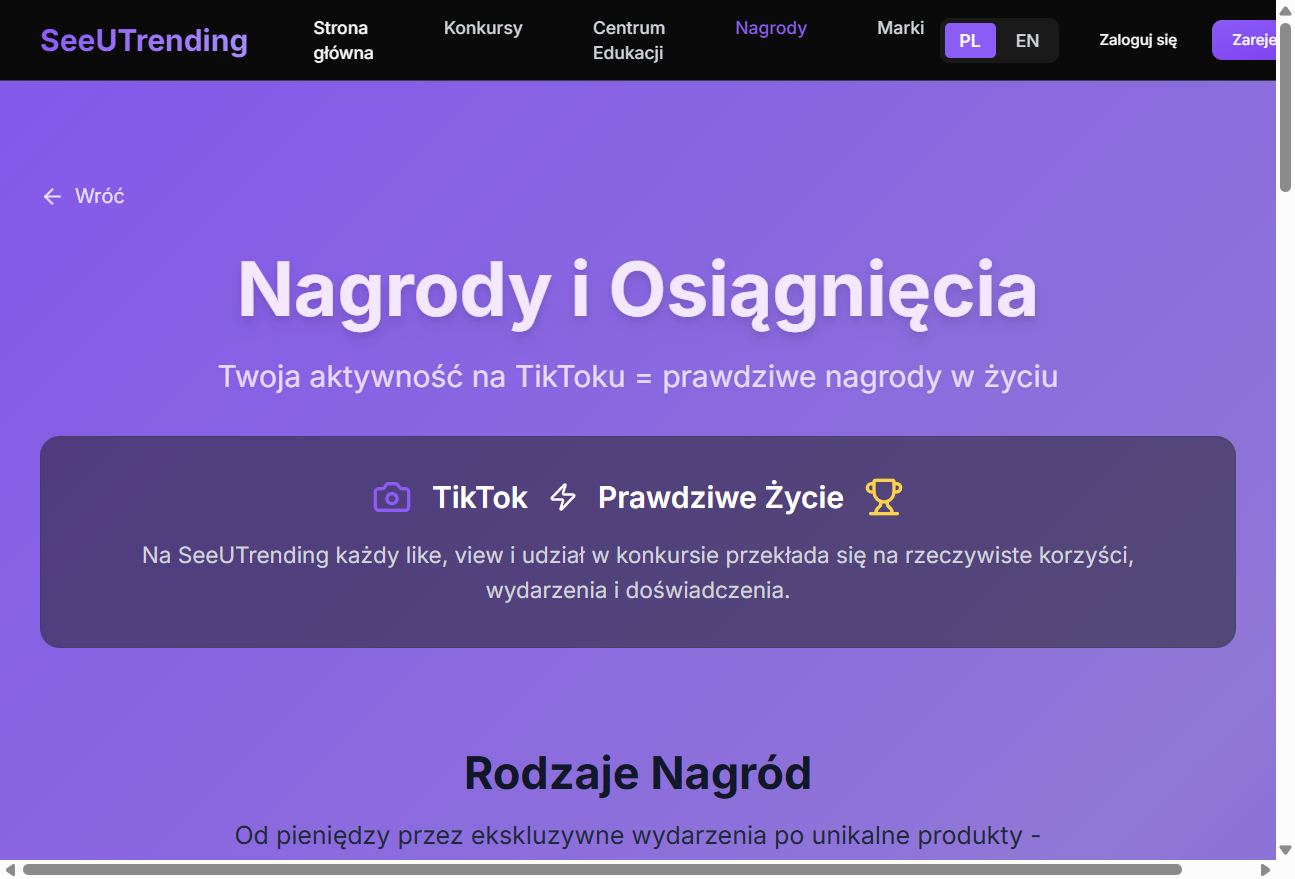 SeeUTrending
Strona
główna
Konkursy
Centrum
Edukacji
Nagrody
Marki
PL
EN
Zaloguj się
Wróć
Nagrody i Osiągnięcia
Twoja aktywność na TikToku = prawdziwe nagrody w życiu
TikTok Prawdziwe Życie
Na SeeUTrending każdy like, view i udział w konkursie przekłada się na rzeczywiste korzyści,
wydarzenia i doświadczenia.
Rodzaje Nagród
Od pieniędzy przez ekskluzywne wydarzenia po unikalne produkty -